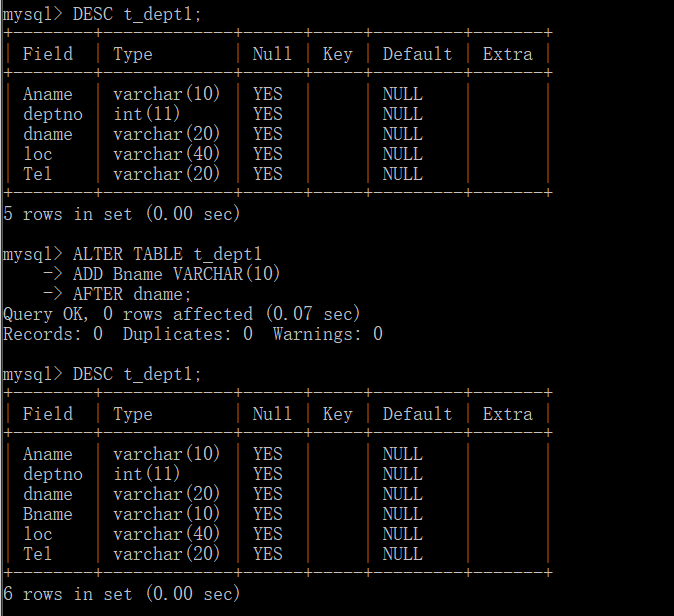 mysql> DESC t_dept1;
+--------+-------------+------+-----+---------+-------+
| Field  | Type        | Null | Key | Default | Extra |
+--------+-------------+------+-----+---------+-------+
| Aname  | varchar(10) | YES  |     | NULL    |       |
| deptno | int(11)     | YES  |     | NULL    |       |
| dname  | varchar(20) | YES  |     | NULL    |       |
| loc    | varchar(40) | YES  |     | NULL    |       |
| Tel    | varchar(20) | YES  |     | NULL    |       |
+--------+-------------+------+-----+---------+-------+
5 rows in set (0.00 sec)

mysql> ALTER TABLE t_dept1
    -> ADD Bname VARCHAR(10)
    -> AFTER dname;
Query OK, 0 rows affected (0.07 sec)
Records: 0  Duplicates: 0  Warnings: 0

mysql> DESC t_dept1;
+--------+-------------+------+-----+---------+-------+
| Field  | Type        | Null | Key | Default | Extra |
+--------+-------------+------+-----+---------+-------+
| Aname  | varchar(10) | YES  |     | NULL    |       |
| deptno | int(11)     | YES  |     | NULL    |       |
| dname  | varchar(20) | YES  |     | NULL    |       |
| Bname  | varchar(10) | YES  |     | NULL    |       |
| loc    | varchar(40) | YES  |     | NULL    |       |
| Tel    | varchar(20) | YES  |     | NULL    |       |
+--------+-------------+------+-----+---------+-------+
6 rows in set (0.00 sec)